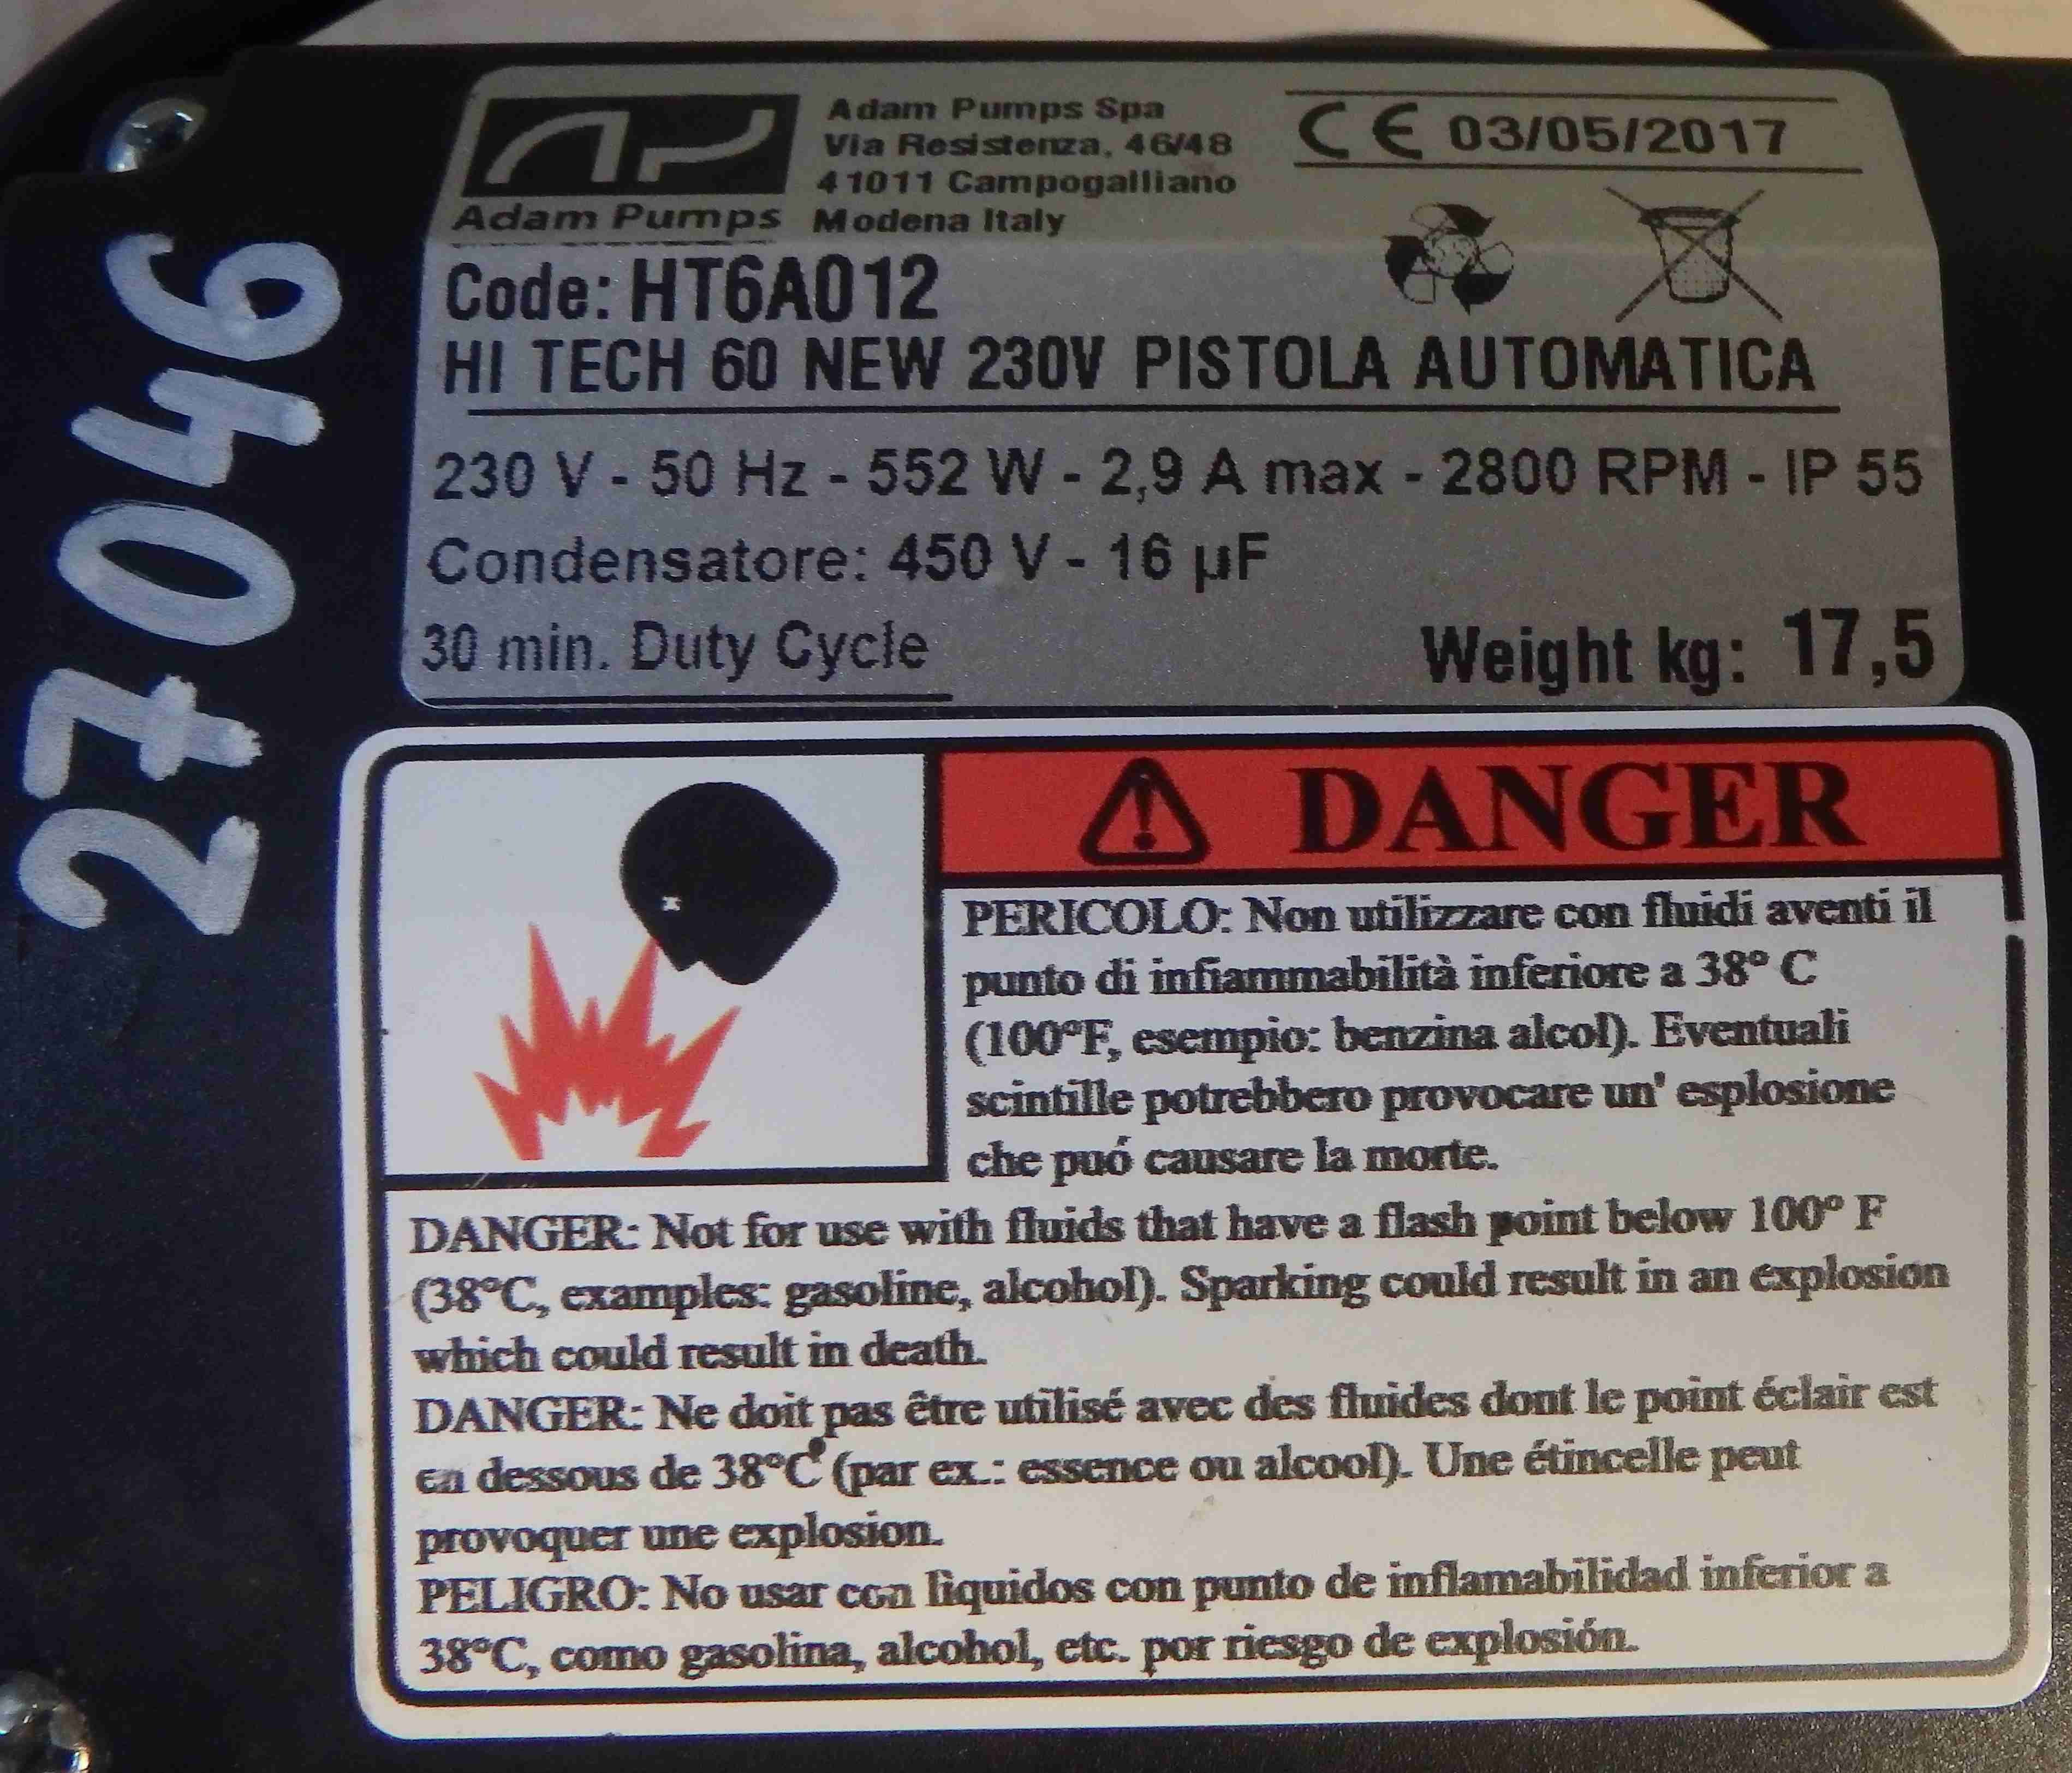 Adam Pumps
Adam Pumps Spa
Via Resistenza, 46/48
41011 Campogalliano
Modena Italy
CE 03/05/2017
Code: HT6A012
HI TECH 60 NEW 230V PISTOLA AUTOMATICA
230 V - 50 Hz - 552 W - 2,9 A max - 2800 RPM - IP 55
Condensatore: 450 V - 16 µF
30 min. Duty Cycle
Weight kg: 17,5
27046
DANGER
PERICOLO: Non utilizzare con fluidi aventi il
punto di infiammabilità inferiore a 38° C
(100°F, esempio: benzina alcol). Eventuali
scintille potrebbero provocare un' esplosione
che puó causare la morte.
DANGER: Not for use with fluids that have a flash point below 100° F
(38°C, examples: gasoline, alcohol). Sparking could result in an explosion
which could result in death.
DANGER: Ne doit pas être utilisé avec des fluides dont le point éclair est
en dessous de 38°C (par ex.: essence ou alcool). Une étincelle peut
provoquer une explosion.
PELIGRO: No usar con lìquidos con punto de inflamabilidad inferior a
38°C, como gasolina, alcohol, etc. por riesgo de explosión.